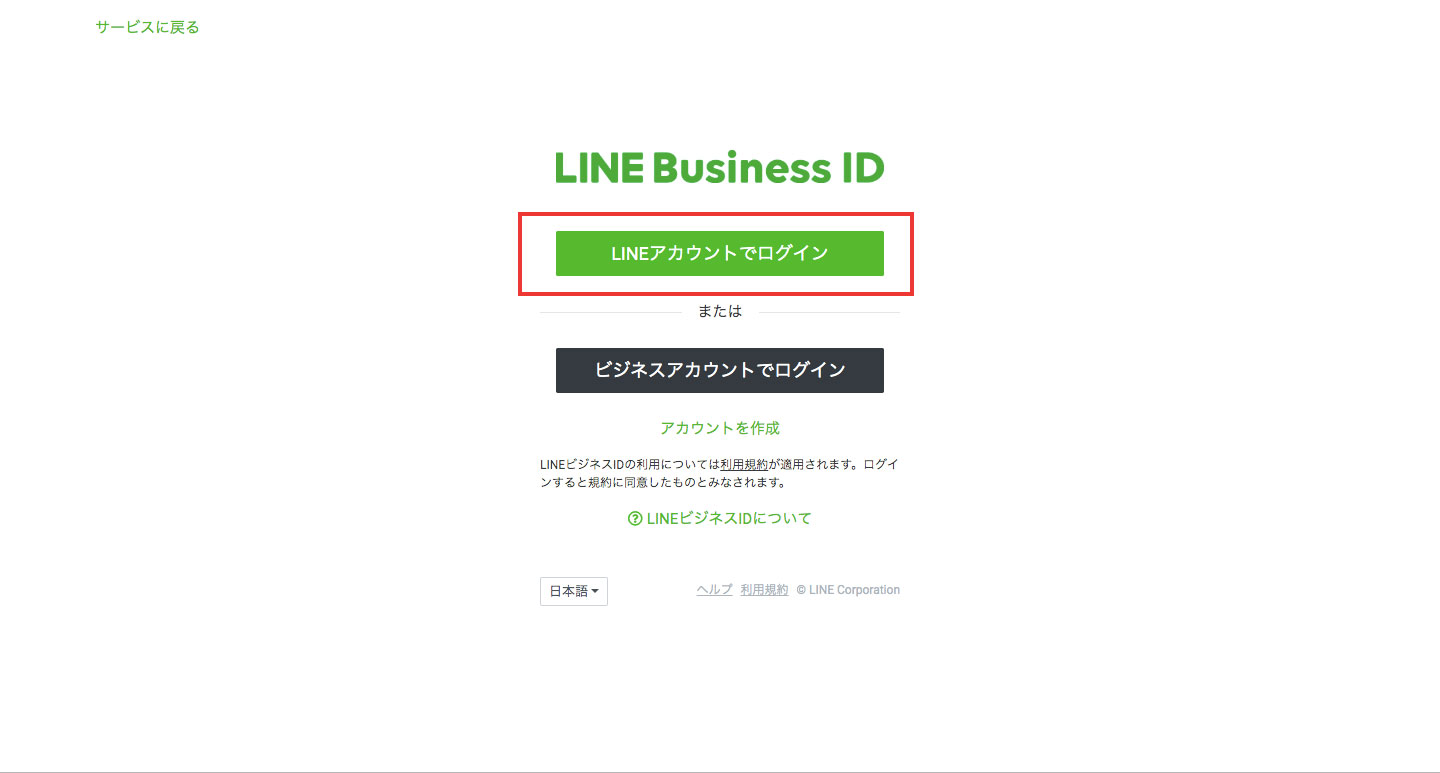 サービスに戻る
LINE Business ID
LINEアカウントでログイン
または
ビジネスアカウントでログイン
アカウントを作成
LINEビジネスIDの利用については利用規約が適用されます。ログイ
ンすると規約に同意したものとみなされます。
? LINEビジネスIDについて
日本語 ヘルプ 利用規約 © LINE Corporation